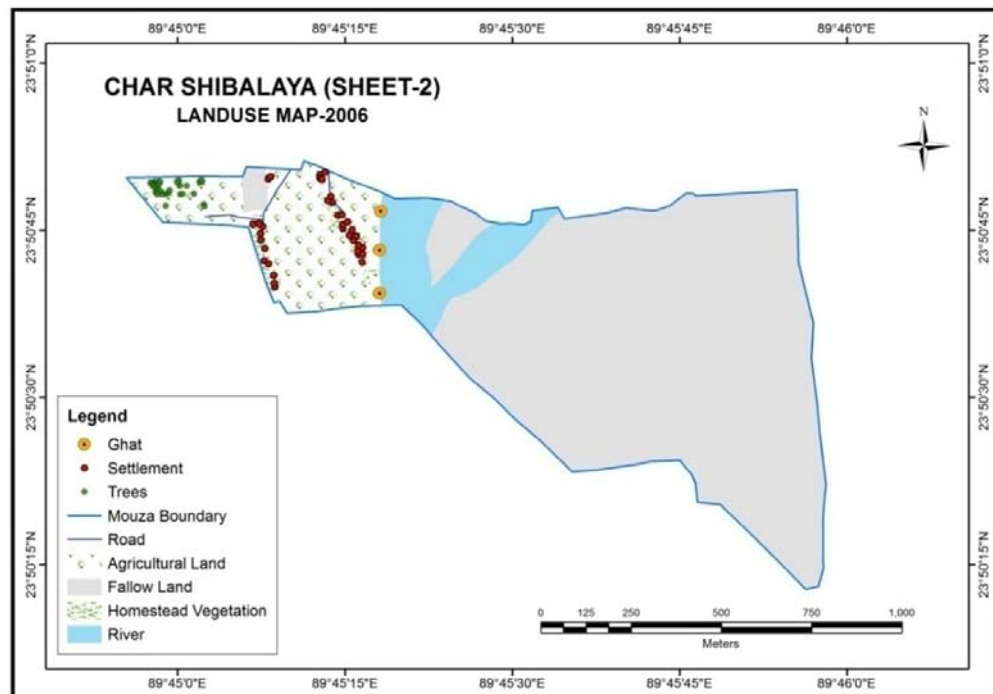 89°45'0"E 89°45'15"E 89°45'30"E 89°45'45"E 89°46'0"E
23°51'0"N 23°51'0"N
CHAR SHIBALAYA (SHEET-2)
LANDUSE MAP-2006
N
23°50'45"N 23°50'45"N
23°50'30"N 23°50'30"N
Legend
Ghat
Settlement
Trees
Mouza Boundary
Road
Agricultural Land
Fallow Land
Homestead Vegetation
River
23°50'15"N 23°50'15"N
0 125 250 500 750 1,000
Meters
89°45'0"E 89°45'15"E 89°45'30"E 89°45'45"E 89°46'0"E